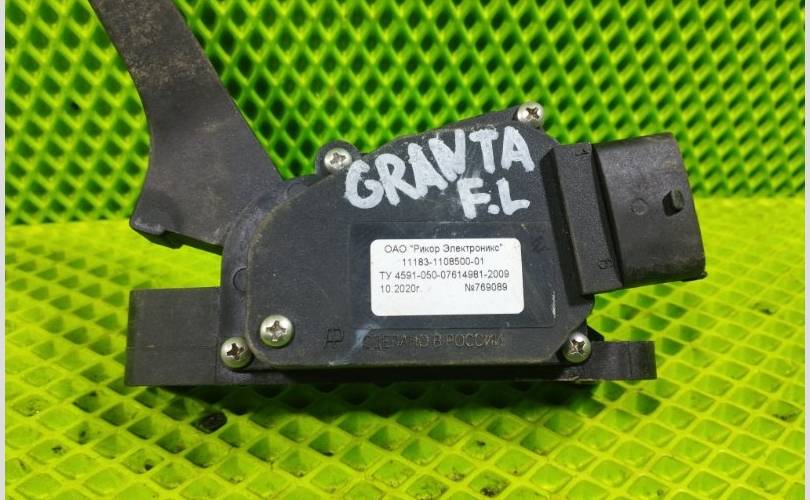 GRANTA
F.L
ОАО "Рикор Электроникс"
11183-1108500-01
ТУ 4591-050-07614981-2009
10.2020г. №769089
СДЕЛАНО В РОССИИ